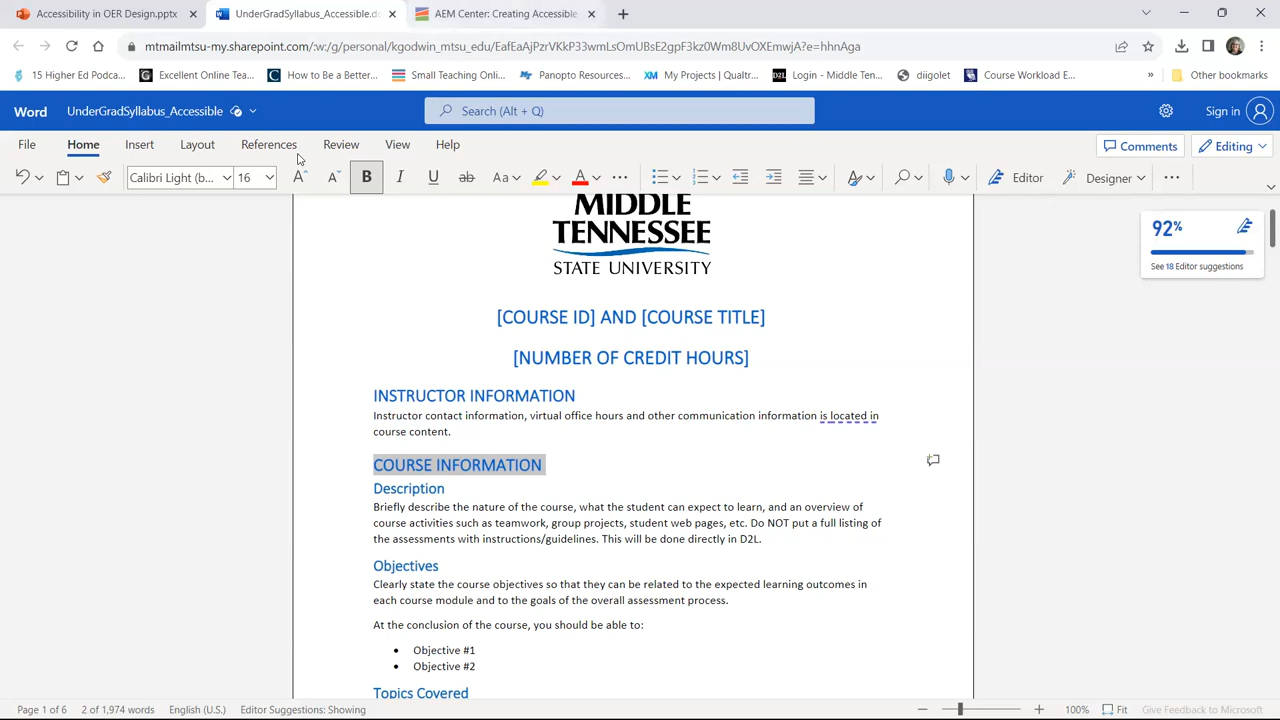 Accessibility in OER Design.pptx
UnderGradSyllabus_Accessible.do
AEM Center: Creating Accessible
mtmailmtsu-my.sharepoint.com/:w:/g/personal/kgodwin_mtsu_edu/EafEaAjPzrVKkP33wmLsOmUBsE2gpF3kz0Wm8UvOXEmwjA?e=hhnAga
15 Higher Ed Podca...
Excellent Online Tea...
How to Be a Better...
Small Teaching Onli...
Panopto Resources...
XM My Projects | Qualtr...
D2L Login - Middle Ten...
diigolet
Course Workload E...
» Other bookmarks
Word UnderGradSyllabus_Accessible
Search (Alt + Q)
Sign in
File Home Insert Layout References Review View Help
Comments Editing
Calibri Light (b... 16 A A B I U ab Aa A ... Editor Designer ...
MIDDLE
TENNESSEE
STATE UNIVERSITY
92%
See 18 Editor suggestions
[COURSE ID] AND [COURSE TITLE]
[NUMBER OF CREDIT HOURS]
INSTRUCTOR INFORMATION
Instructor contact information, virtual office hours and other communication information is located in
course content.
COURSE INFORMATION
Description
Briefly describe the nature of the course, what the student can expect to learn, and an overview of
course activities such as teamwork, group projects, student web pages, etc. Do NOT put a full listing of
the assessments with instructions/guidelines. This will be done directly in D2L.
Objectives
Clearly state the course objectives so that they can be related to the expected learning outcomes in
each course module and to the goals of the overall assessment process.
At the conclusion of the course, you should be able to:
• Objective #1
• Objective #2
Topics Covered
Page 1 of 6 2 of 1,974 words English (U.S.) Editor Suggestions: Showing
100% Fit Give Feedback to Microsoft